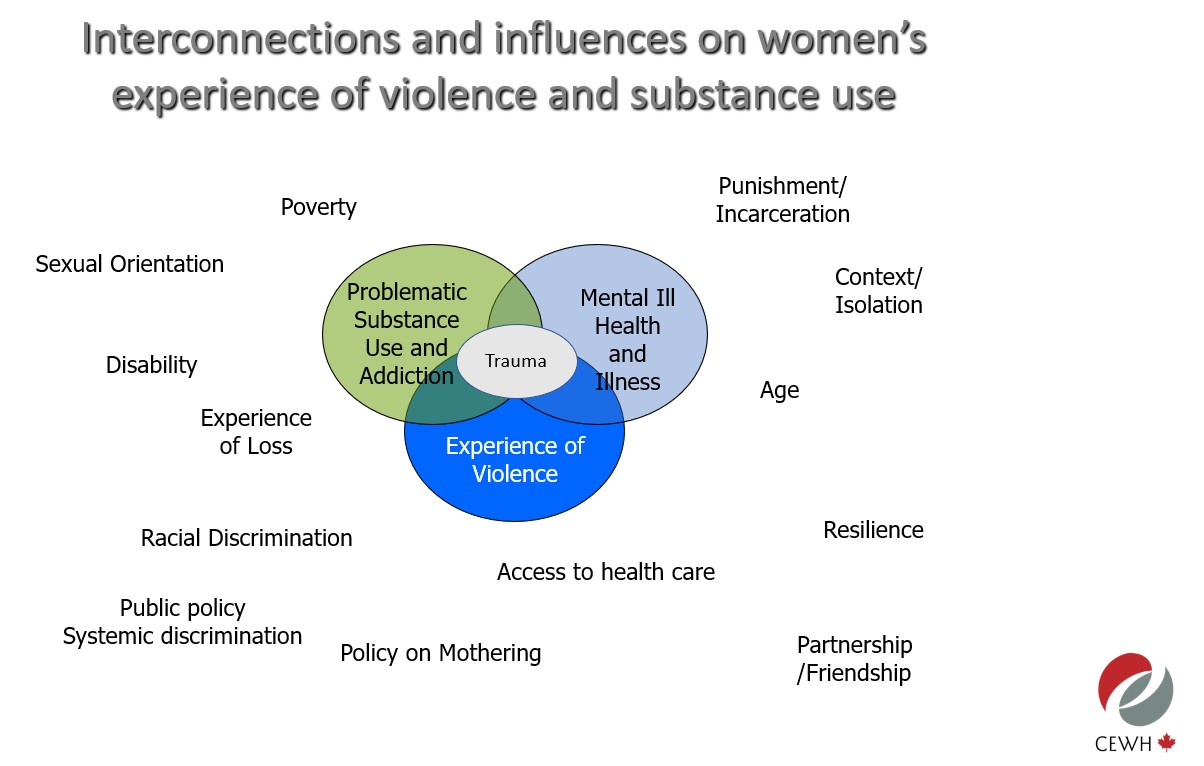 Interconnections and influences on women’s
experience of violence and substance use
Punishment/
Incarceration
Poverty
Sexual Orientation
Context/
Isolation
Problematic
Substance
Use and
Addiction
Mental Ill
Health
and
Illness
Trauma
Disability
Age
Experience
of Loss
Experience of
Violence
Racial Discrimination
Resilience
Access to health care
Public policy
Systemic discrimination
Policy on Mothering
Partnership
/Friendship
CEWH